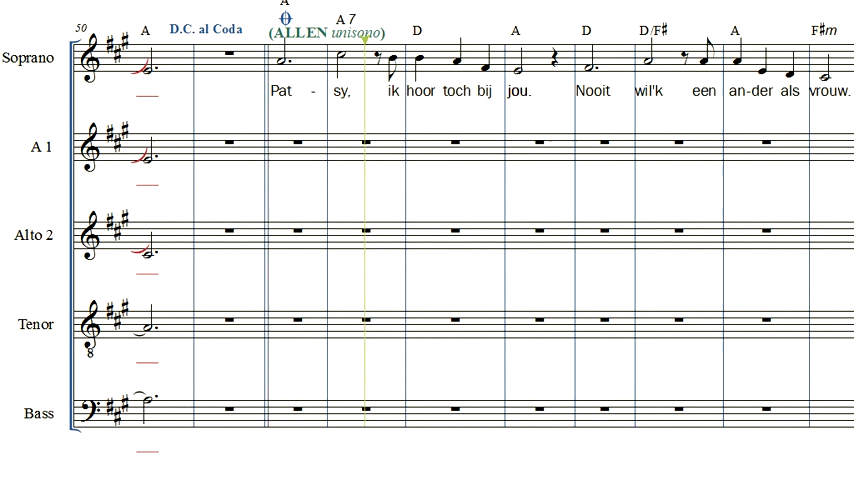 A
50 A D.C. al Coda (ALLEN unisono) A 7 D A D D/F# A F#m
Soprano
Pat - sy, ik hoor toch bij jou. Nooit wil'k een an-der als vrouw.
A 1
Alto 2
Tenor
8
Bass